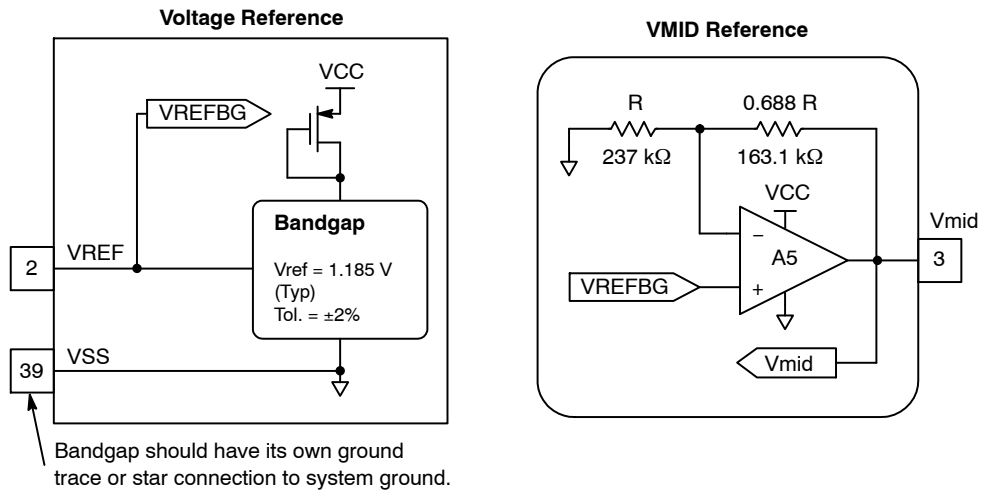 Voltage Reference
VCC
VREFBG
Bandgap
Vref = 1.185 V
(Typ)
Tol. = ±2%
2
VREF
39
VSS
Bandgap should have its own ground
trace or star connection to system ground.
VMID Reference
R
0.688 R
237 kΩ
163.1 kΩ
VCC
Vmid
−
A5
3
VREFBG
+
Vmid